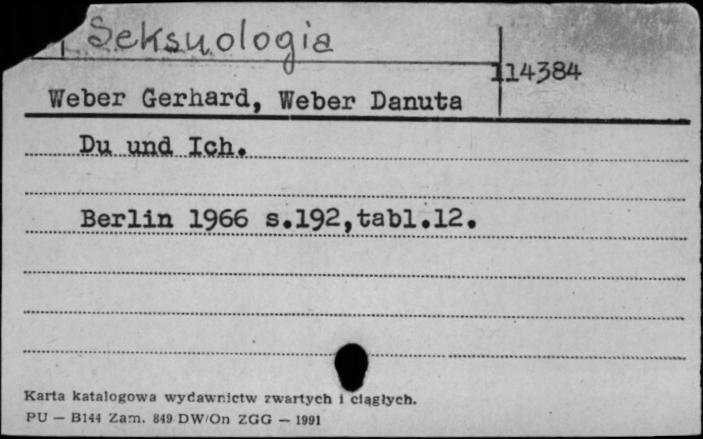 Seksuologia
114384
Weber Gerhard, Weber Danuta
Du und Ich.
Berlin 1966 s.192,tabl.12.
Karta katalogowa wydawnictw zwartych i ciągłych.
PU — B144 Zam. 849 DW/On ZGG — 1991